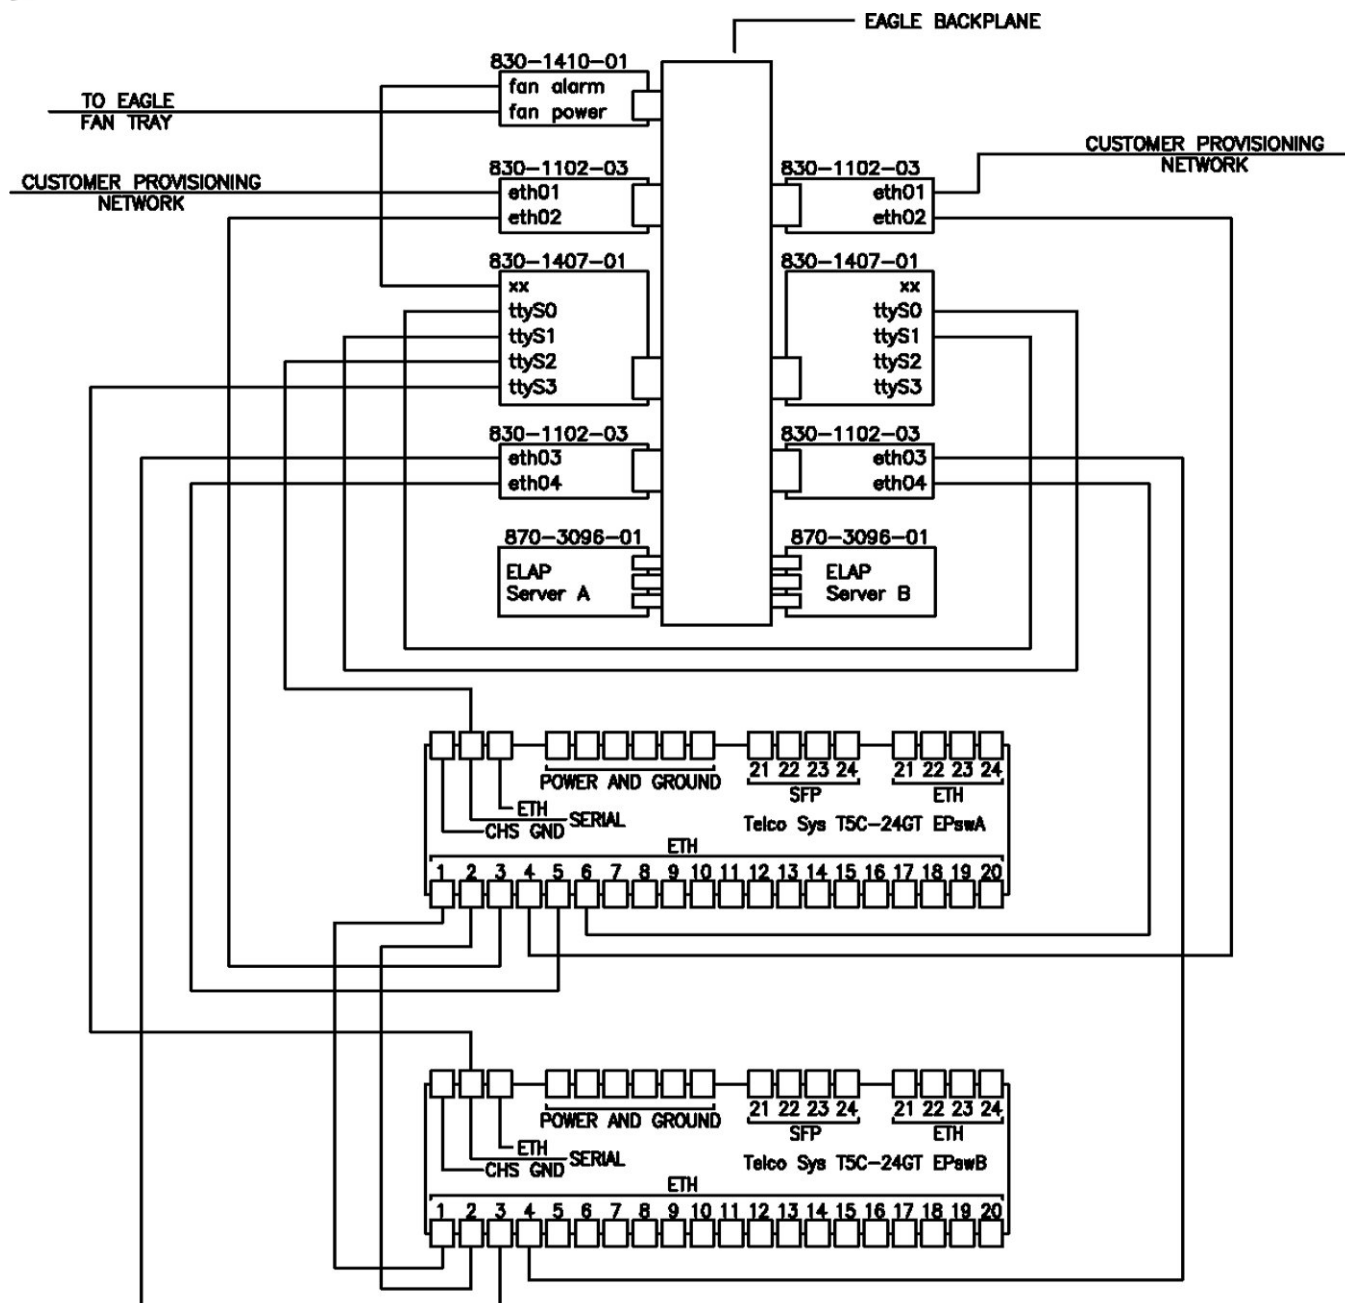 EAGLE BACKPLANE
830-1410-01
fan alarm
fan power
TO EAGLE
FAN TRAY
CUSTOMER PROVISIONING
NETWORK
830-1102-03
eth01
eth02
830-1102-03
eth01
eth02
CUSTOMER PROVISIONING
NETWORK
830-1407-01
xx
ttyS0
ttyS1
ttyS2
ttyS3
830-1407-01
xx
ttyS0
ttyS1
ttyS2
ttyS3
830-1102-03
eth03
eth04
830-1102-03
eth03
eth04
870-3096-01
ELAP
Server A
870-3096-01
ELAP
Server B
POWER AND GROUND
21 22 23 24
SFP
21 22 23 24
ETH
ETH
SERIAL
CHS GND
Telco Sys T5C-24GT EPswA
ETH
1 2 3 4 5 6 7 8 9 10 11 12 13 14 15 16 17 18 19 20
POWER AND GROUND
21 22 23 24
SFP
21 22 23 24
ETH
ETH
SERIAL
CHS GND
Telco Sys T5C-24GT EPswB
ETH
1 2 3 4 5 6 7 8 9 10 11 12 13 14 15 16 17 18 19 20